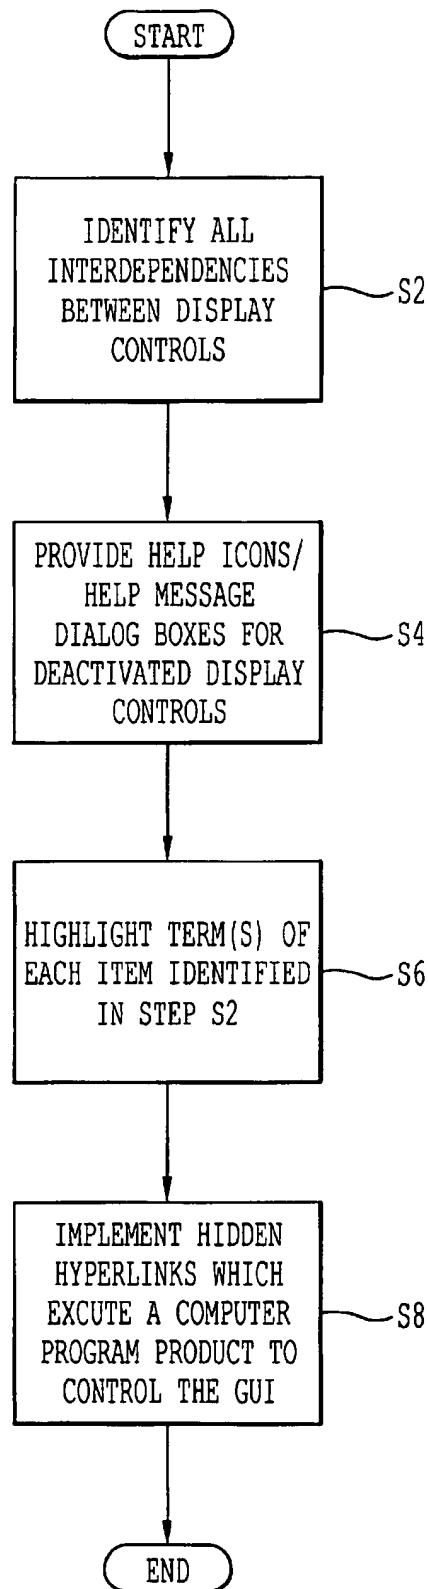 START
IDENTIFY ALL
INTERDEPENDENCIES
BETWEEN DISPLAY
CONTROLS
S2
PROVIDE HELP ICONS/
HELP MESSAGE
DIALOG BOXES FOR
DEACTIVATED DISPLAY
CONTROLS
S4
HIGHLIGHT TERM(S) OF
EACH ITEM IDENTIFIED
IN STEP S2
S6
IMPLEMENT HIDDEN
HYPERLINKS WHICH
EXCUTE A COMPUTER
PROGRAM PRODUCT TO
CONTROL THE GUI
S8
END